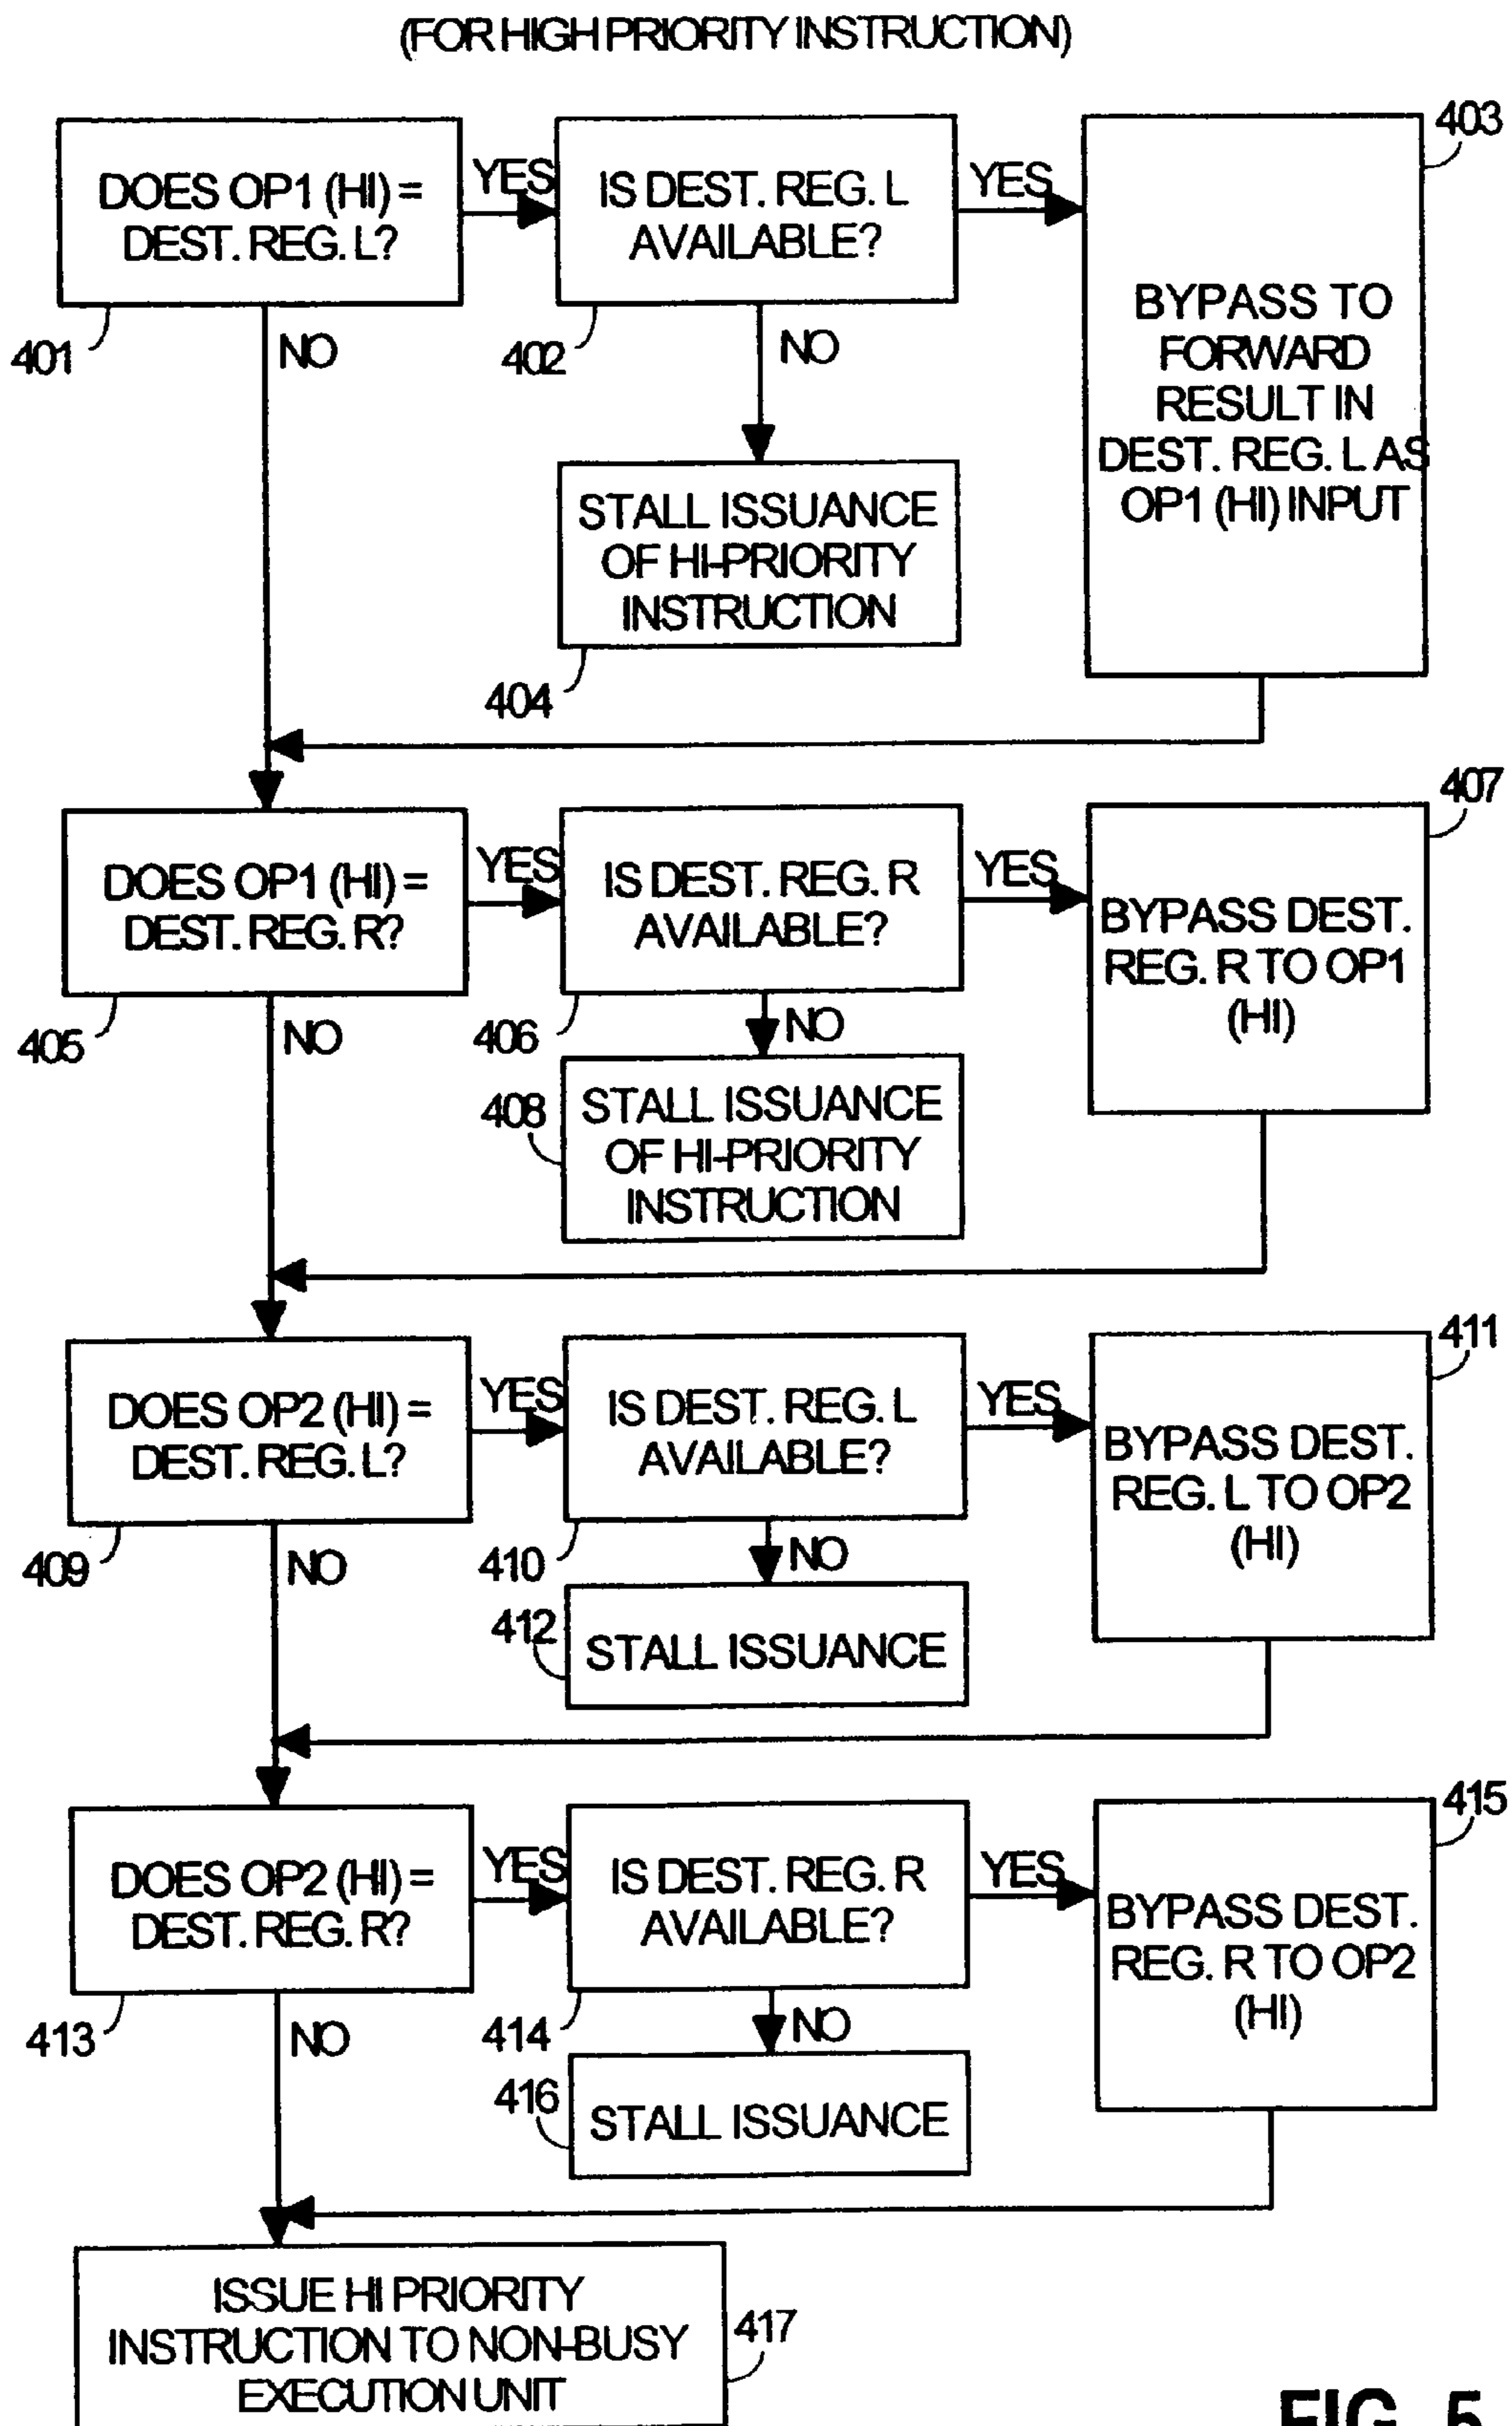 (FOR HIGH PRIORITY INSTRUCTION)
DOES OP1 (HI) =
DEST. REG. L?
401
YES
NO
IS DEST. REG. L
AVAILABLE?
402
YES
NO
BYPASS TO
FORWARD
RESULT IN
DEST. REG. L AS
OP1 (HI) INPUT
403
STALL ISSUANCE
OF HI-PRIORITY
INSTRUCTION
404
DOES OP1 (HI) =
DEST. REG. R?
405
YES
NO
IS DEST. REG. R
AVAILABLE?
406
YES
NO
BYPASS DEST.
REG. R TO OP1
(HI)
407
408
STALL ISSUANCE
OF HI-PRIORITY
INSTRUCTION
DOES OP2 (HI) =
DEST. REG. L?
409
YES
NO
IS DEST. REG. L
AVAILABLE?
410
YES
NO
BYPASS DEST.
REG. L TO OP2
(HI)
411
412
STALL ISSUANCE
DOES OP2 (HI) =
DEST. REG. R?
413
YES
NO
IS DEST. REG. R
AVAILABLE?
414
YES
NO
BYPASS DEST.
REG. R TO OP2
(HI)
415
416
STALL ISSUANCE
ISSUE HI PRIORITY
INSTRUCTION TO NON-BUSY
EXECUTION UNIT
417
FIG. 5